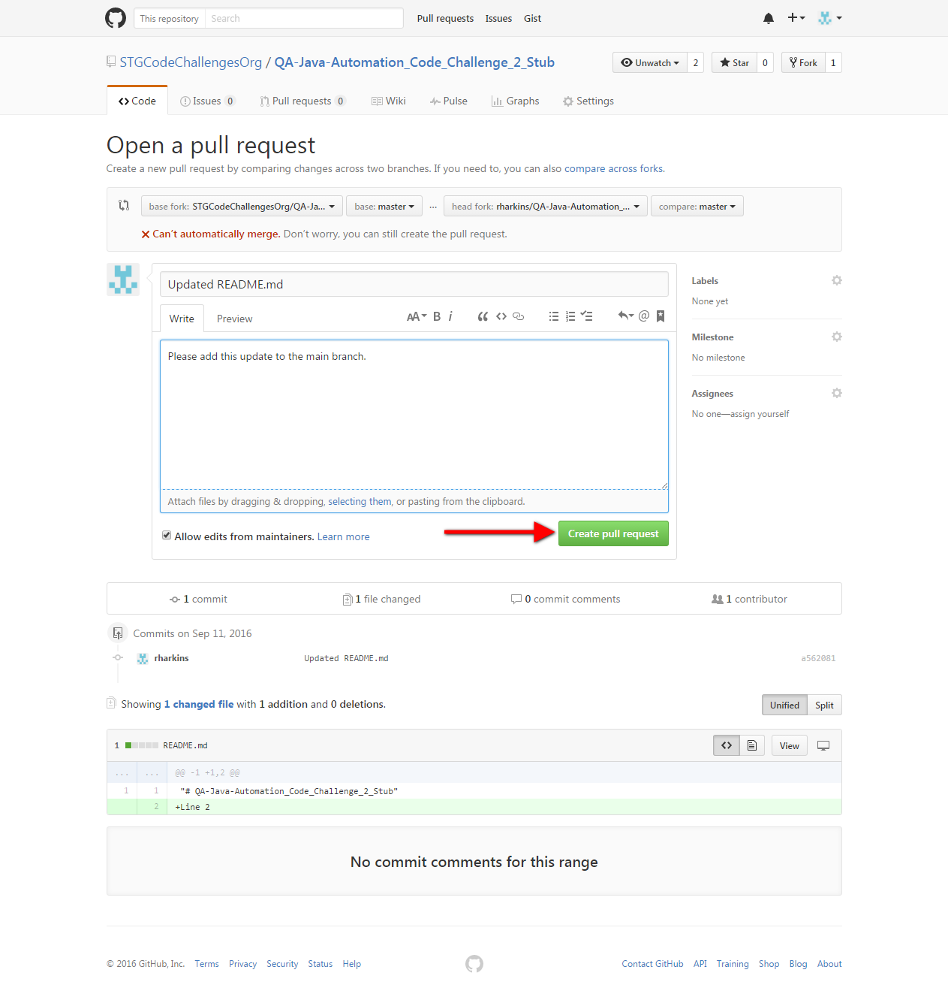 This repository Search Pull requests Issues Gist
STGCodeChallengesOrg / QA-Java-Automation_Code_Challenge_2_Stub Unwatch 2 Star 0 Fork 1
Code Issues 0 Pull requests 0 Wiki Pulse Graphs Settings
Open a pull request
Create a new pull request by comparing changes across two branches. If you need to, you can also compare across forks.
base fork: STGCodeChallengesOrg/QA-Ja... base: master ... head fork: rharkins/QA-Java-Automation_... compare: master
Can’t automatically merge. Don’t worry, you can still create the pull request.
Updated README.md
Labels
None yet
Write Preview AA B i “ <> @
Milestone
No milestone
Please add this update to the main branch.
Assignees
No one—assign yourself
Attach files by dragging & dropping, selecting them, or pasting from the clipboard.
Allow edits from maintainers. Learn more Create pull request
1 commit 1 file changed 0 commit comments 1 contributor
Commits on Sep 11, 2016
rharkins Updated README.md a562081
Showing 1 changed file with 1 addition and 0 deletions. Unified Split
1 README.md <> View
... ... @@ -1 +1,2 @@
1 1 "# QA-Java-Automation_Code_Challenge_2_Stub"
2 +Line 2
No commit comments for this range
© 2016 GitHub, Inc. Terms Privacy Security Status Help Contact GitHub API Training Shop Blog About